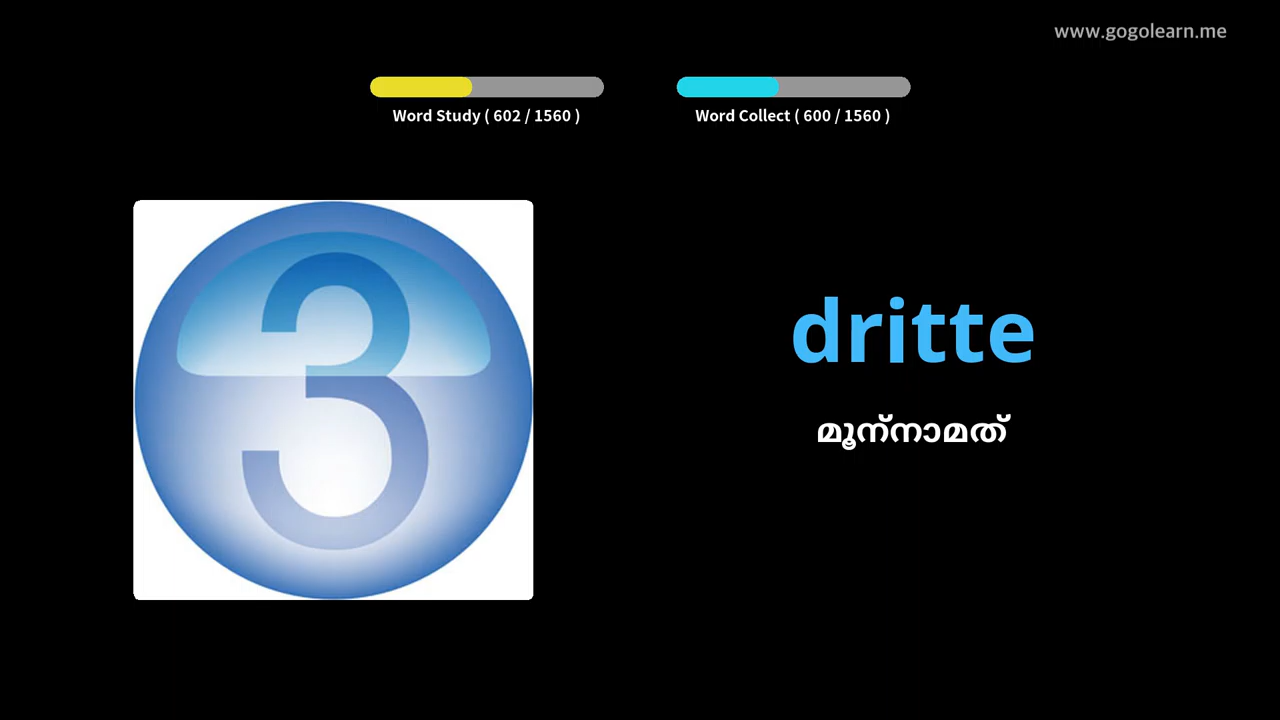 www.gogolearn.me
Word Study ( 602 / 1560 )
Word Collect ( 600 / 1560 )
3
dritte
മൂന്നാമത്